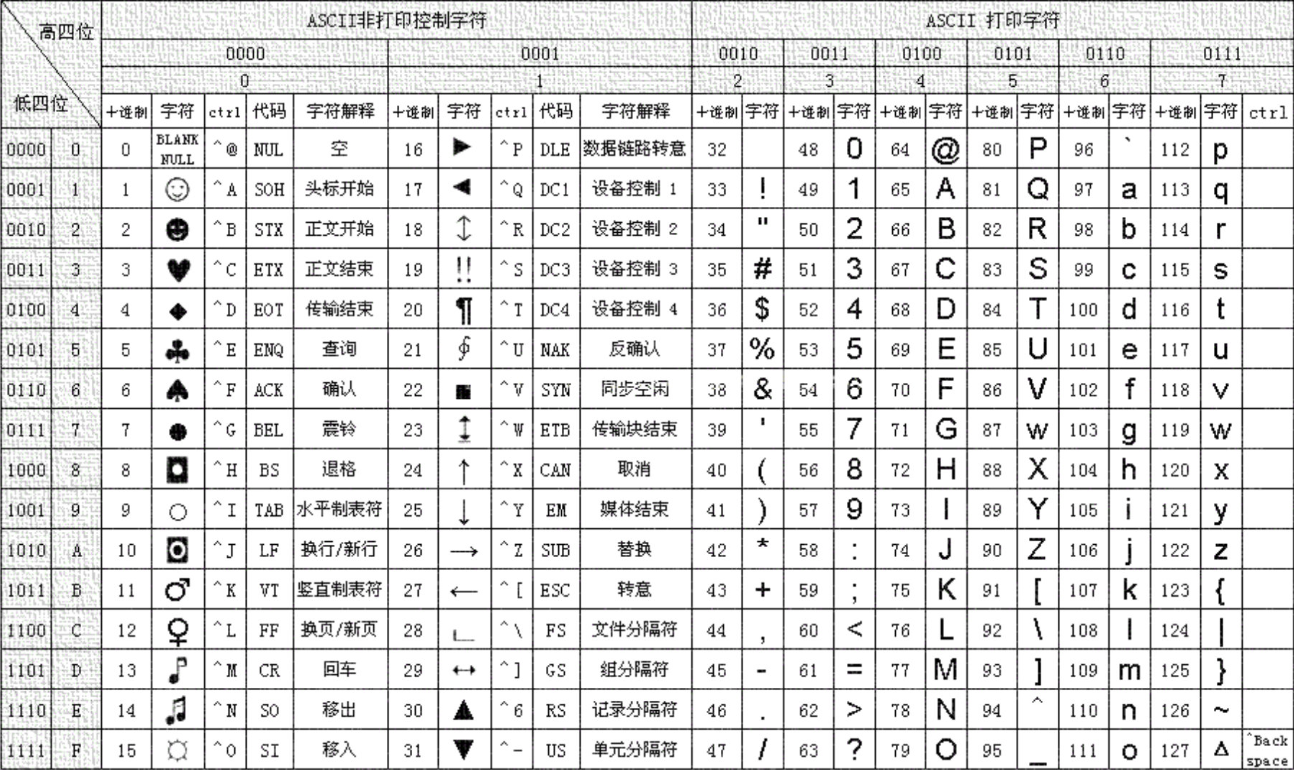 高四位
低四位
ASCII非打印控制字符 ASCII 打印字符
0000 0001 0010 0011 0100 0101 0110 0111
0 1 2 3 4 5 6 7
十进制 字符 ctrl 代码 字符解释 十进制 字符 ctrl 代码 字符解释 十进制 字符 十进制 字符 十进制 字符 十进制 字符 十进制 字符 十进制 字符 ctrl
0000 0 0 BLANK NULL ^@ NUL 空 16 ► ^P DLE 数据链路转意 32 48 0 64 @ 80 P 96 ` 112 p
0001 1 1 ☺ ^A SOH 头标开始 17 ◄ ^Q DC1 设备控制 1 33 ! 49 1 65 A 81 Q 97 a 113 q
0010 2 2 ☻ ^B STX 正文开始 18 ↕ ^R DC2 设备控制 2 34 " 50 2 66 B 82 R 98 b 114 r
0011 3 3 ♥ ^C ETX 正文结束 19 ‼ ^S DC3 设备控制 3 35 # 51 3 67 C 83 S 99 c 115 s
0100 4 4 ♦ ^D EOT 传输结束 20 ¶ ^T DC4 设备控制 4 36 $ 52 4 68 D 84 T 100 d 116 t
0101 5 5 ♣ ^E ENQ 查询 21 ∮ ^U NAK 反确认 37 % 53 5 69 E 85 U 101 e 117 u
0110 6 6 ♠ ^F ACK 确认 22 ■ ^V SYN 同步空闲 38 & 54 6 70 F 86 V 102 f 118 v
0111 7 7 ● ^G BEL 震铃 23 ↨ ^W ETB 传输块结束 39 ' 55 7 71 G 87 w 103 g 119 w
1000 8 8 ◘ ^H BS 退格 24 ↑ ^X CAN 取消 40 ( 56 8 72 H 88 X 104 h 120 x
1001 9 9 ○ ^I TAB 水平制表符 25 ↓ ^Y EM 媒体结束 41 ) 57 9 73 I 89 Y 105 i 121 y
1010 A 10 ◙ ^J LF 换行/新行 26 → ^Z SUB 替换 42 * 58 : 74 J 90 Z 106 j 122 z
1011 B 11 ♂ ^K VT 竖直制表符 27 ← ^[ ESC 转意 43 + 59 ; 75 K 91 [ 107 k 123 {
1100 C 12 ♀ ^L FF 换页/新页 28 ∟ ^\ FS 文件分隔符 44 , 60 < 76 L 92 \ 108 l 124 |
1101 D 13 ♪ ^M CR 回车 29 ↔ ^] GS 组分隔符 45 - 61 = 77 M 93 ] 109 m 125 }
1110 E 14 ♫ ^N SO 移出 30 ▲ ^6 RS 记录分隔符 46 . 62 > 78 N 94 ^ 110 n 126 ~
1111 F 15 ☼ ^O SI 移入 31 ▼ ^- US 单元分隔符 47 / 63 ? 79 O 95 _ 111 o 127 Δ ^Back space